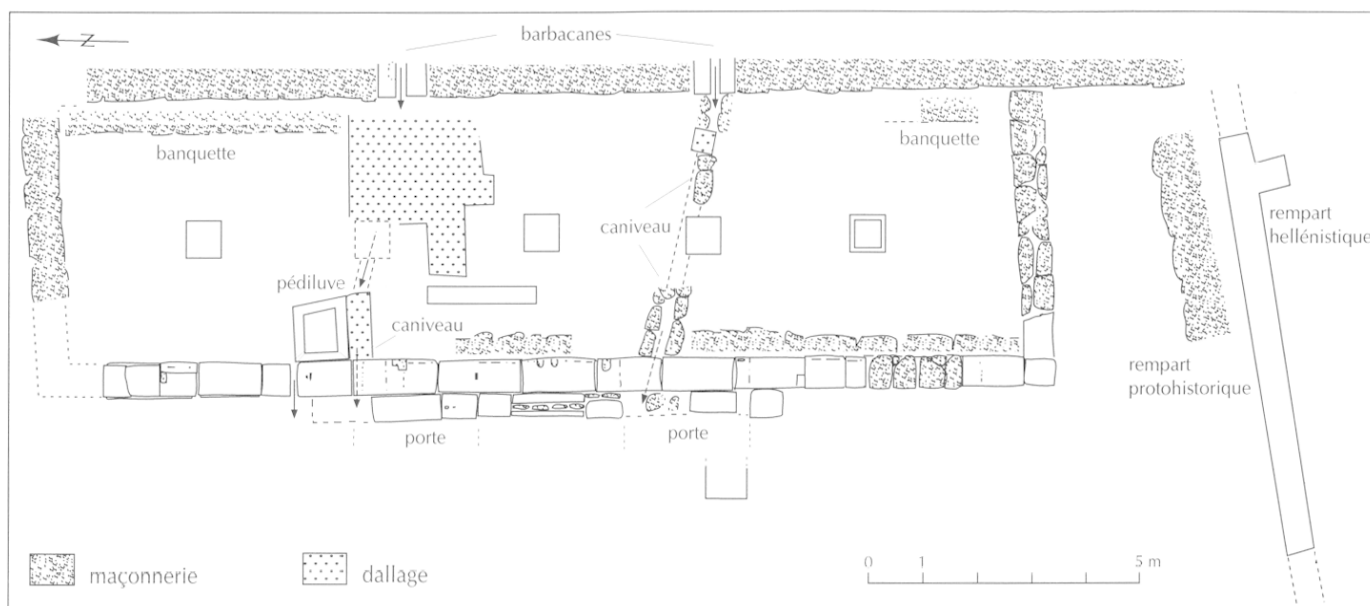 N
barbacanes
banquette
banquette
caniveau
rempart
hellénistique
pédiluve
caniveau
rempart
protohistorique
porte
porte
maçonnerie
dallage
0 1 5 m